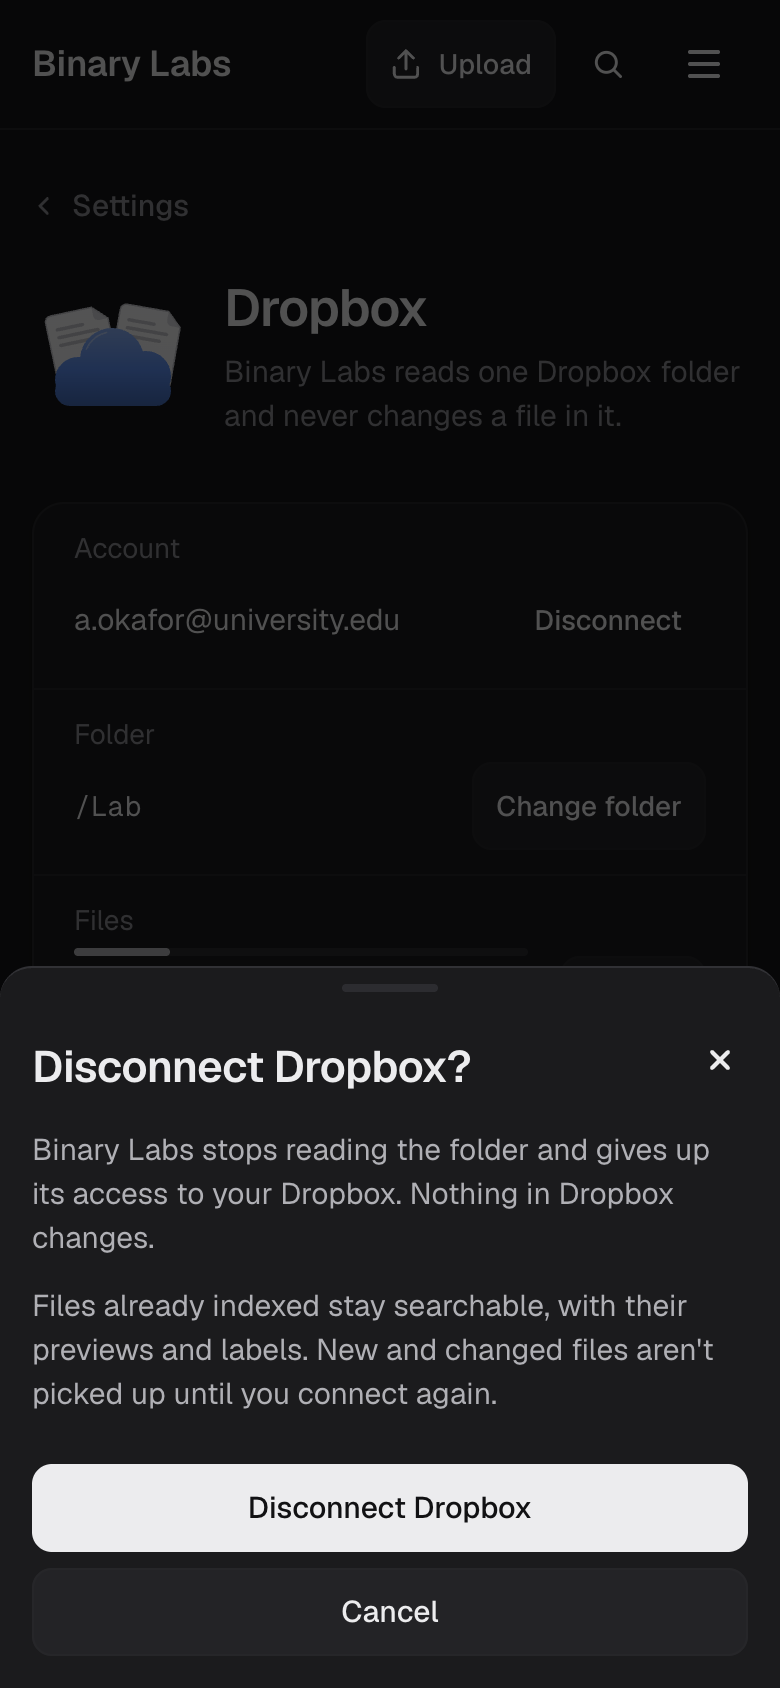 Binary Labs
Upload
Settings
Dropbox
Binary Labs reads one Dropbox folder
and never changes a file in it.
Account
a.okafor@university.edu
Disconnect
Folder
/Lab
Change folder
Files
Disconnect Dropbox?
Binary Labs stops reading the folder and gives up
its access to your Dropbox. Nothing in Dropbox
changes.
Files already indexed stay searchable, with their
previews and labels. New and changed files aren't
picked up until you connect again.
Disconnect Dropbox
Cancel